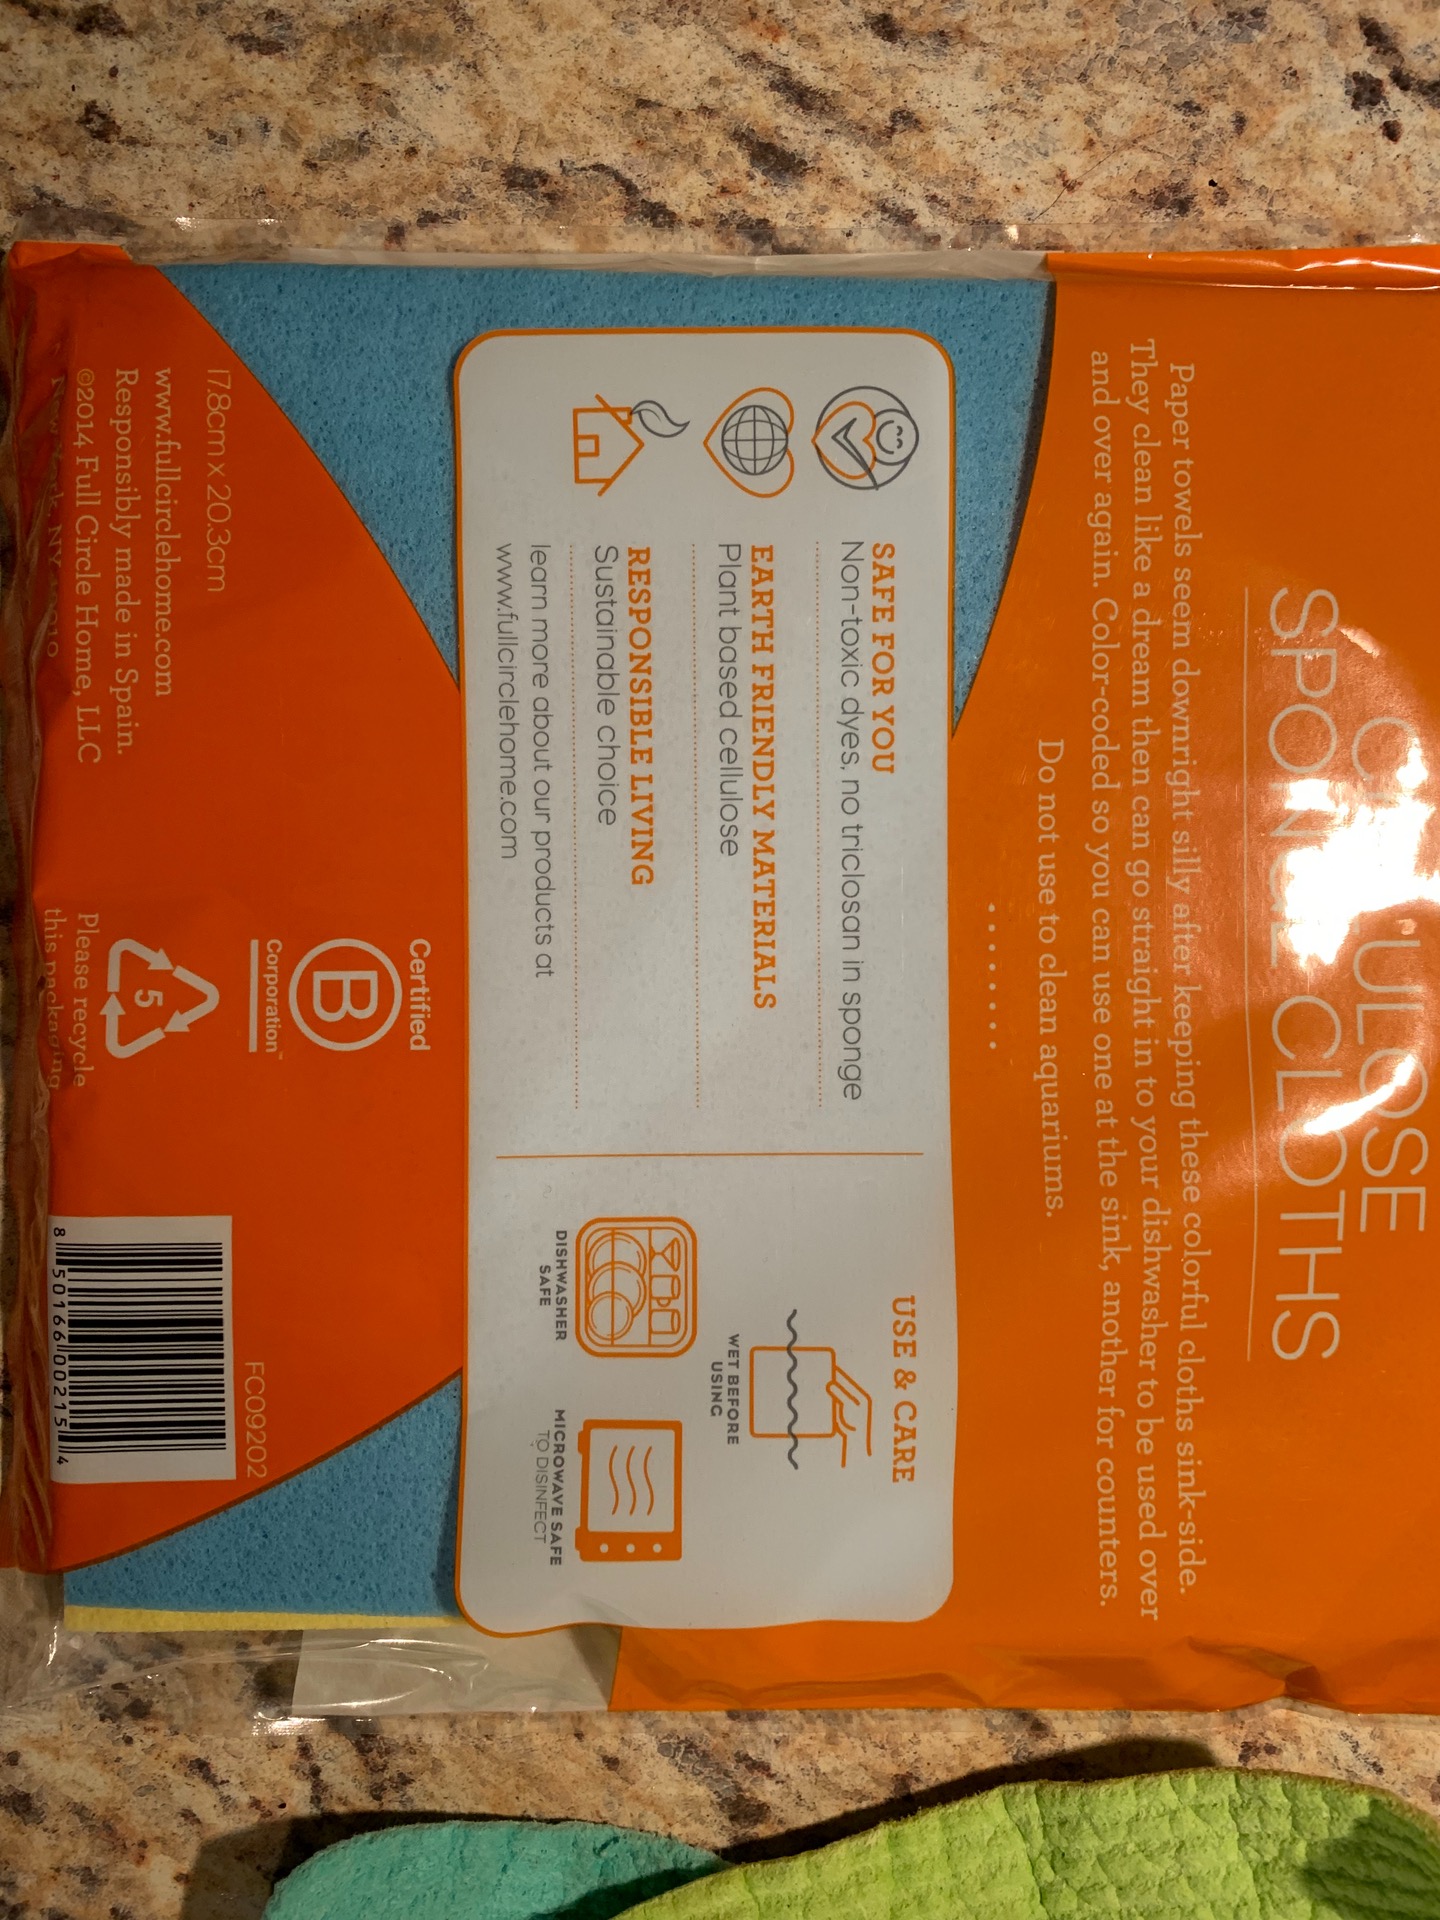 SPONGE CLOTHS
Paper towels seem downright silly after keeping these colorful cloths sink-side.
They clean like a dream then can go straight in to your dishwasher to be used over
and over again. Color-coded so you can use one at the sink, another for counters.
Do not use to clean aquariums.
SAFE FOR YOU
Non-toxic dyes, no triclosan in sponge
EARTH FRIENDLY MATERIALS
Plant based cellulose
RESPONSIBLE LIVING
Sustainable choice
learn more about our products at
www.fullcirclehome.com
USE & CARE
WET BEFORE
USING
DISHWASHER
SAFE
MICROWAVE SAFE
TO DISINFECT
17.8cm x 20.3cm
www.fullcirclehome.com
Responsibly made in Spain.
©2014 Full Circle Home, LLC
New York, NY
Certified
B
Corporation™
5
Please recycle
this packaging
FC09202
8 50166 00215 4